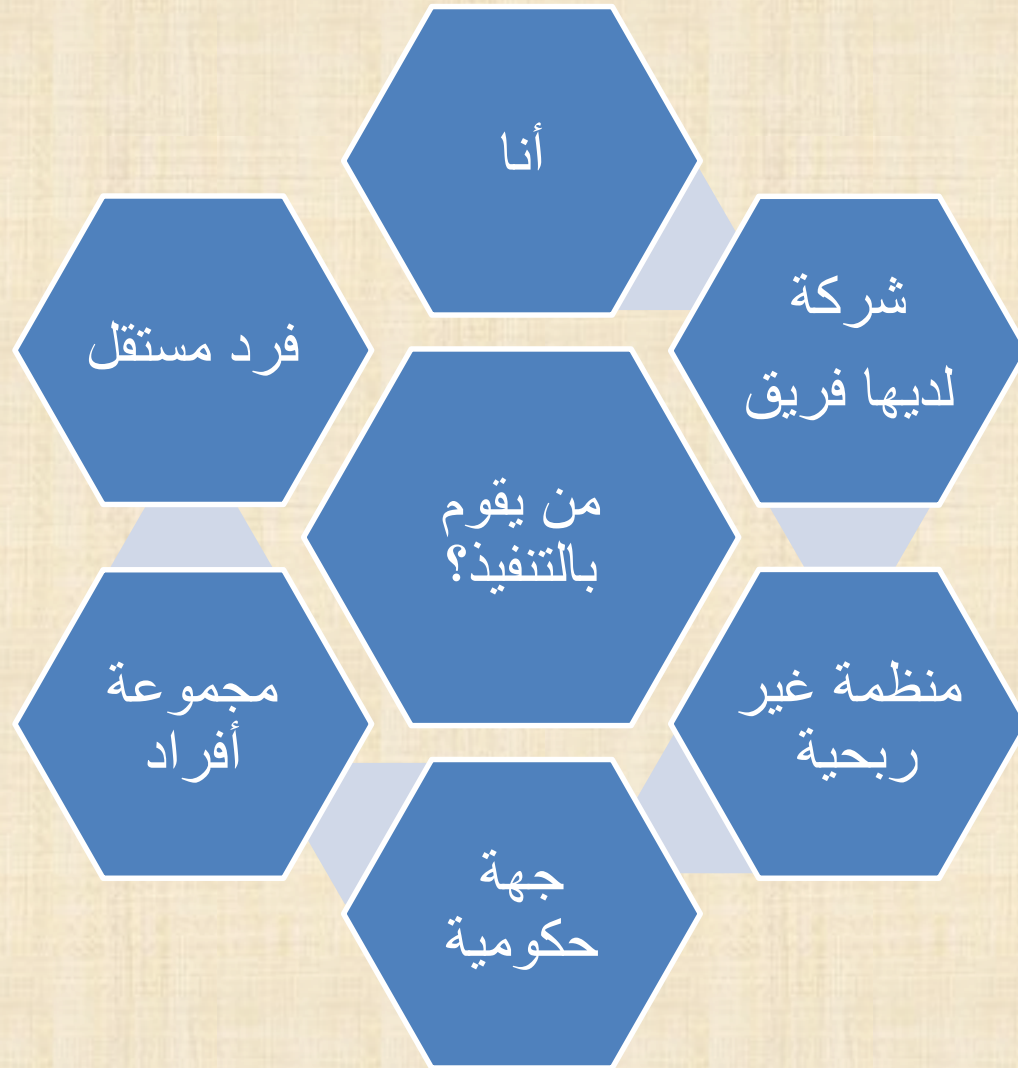 أنا
شركة
لديها فريق
منظمة غير
ربحية
جهة
حكومية
مجموعة
أفراد
فرد مستقل
من يقوم
بالتنفيذ؟